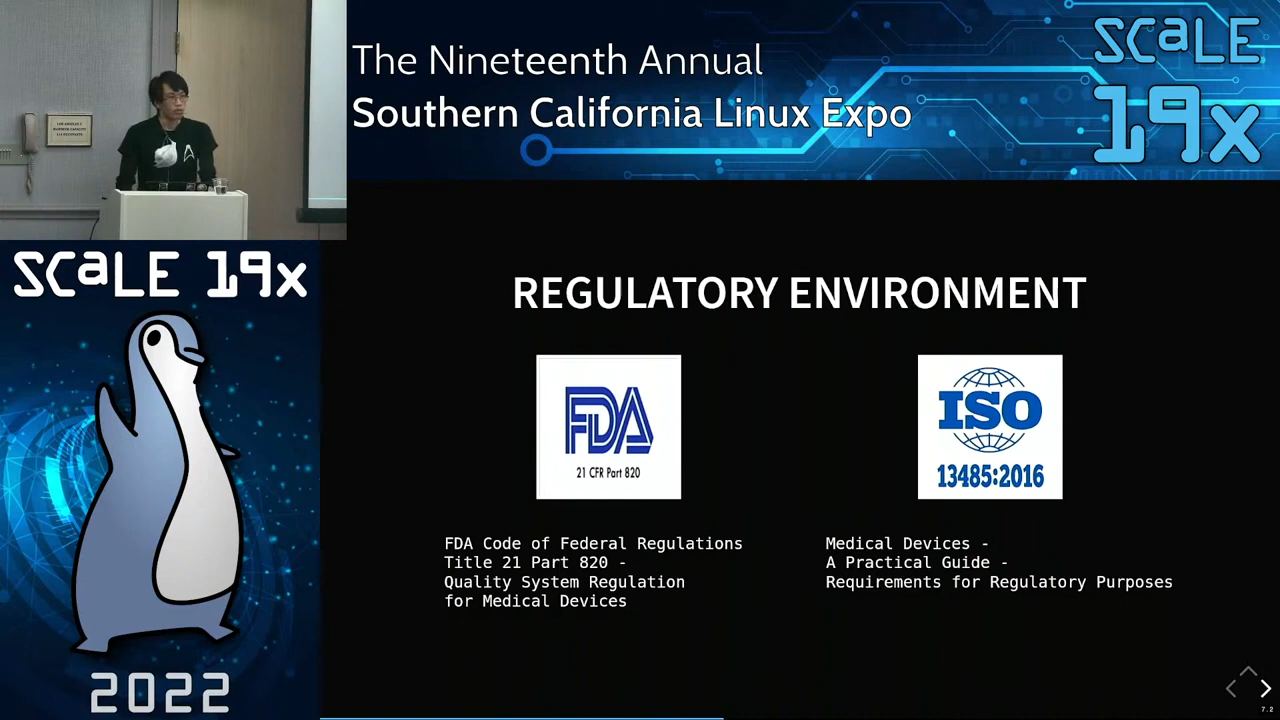 The Nineteenth Annual
Southern California Linux Expo
SCALE
19x
SCALE 19x
2022
REGULATORY ENVIRONMENT
FDA
21 CFR Part 820
ISO
13485:2016
FDA Code of Federal Regulations
Title 21 Part 820 -
Quality System Regulation
for Medical Devices
Medical Devices -
A Practical Guide -
Requirements for Regulatory Purposes
7.2